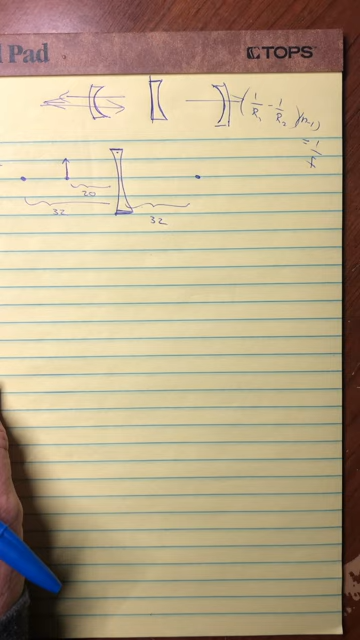 l Pad
TOPS
(1/R₁ - 1/R₂)(n-1)
= 1/f
20
32
32